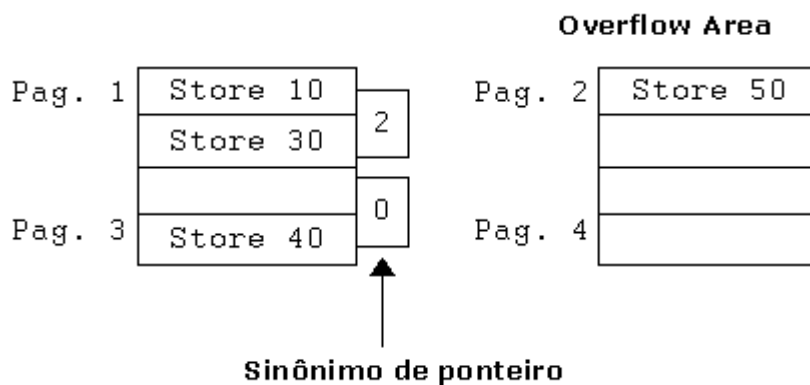 Overflow Area
Pag. 1
Store 10
2
Pag. 2
Store 50
Store 30
0
Pag. 3
Store 40
Pag. 4
Sinônimo de ponteiro